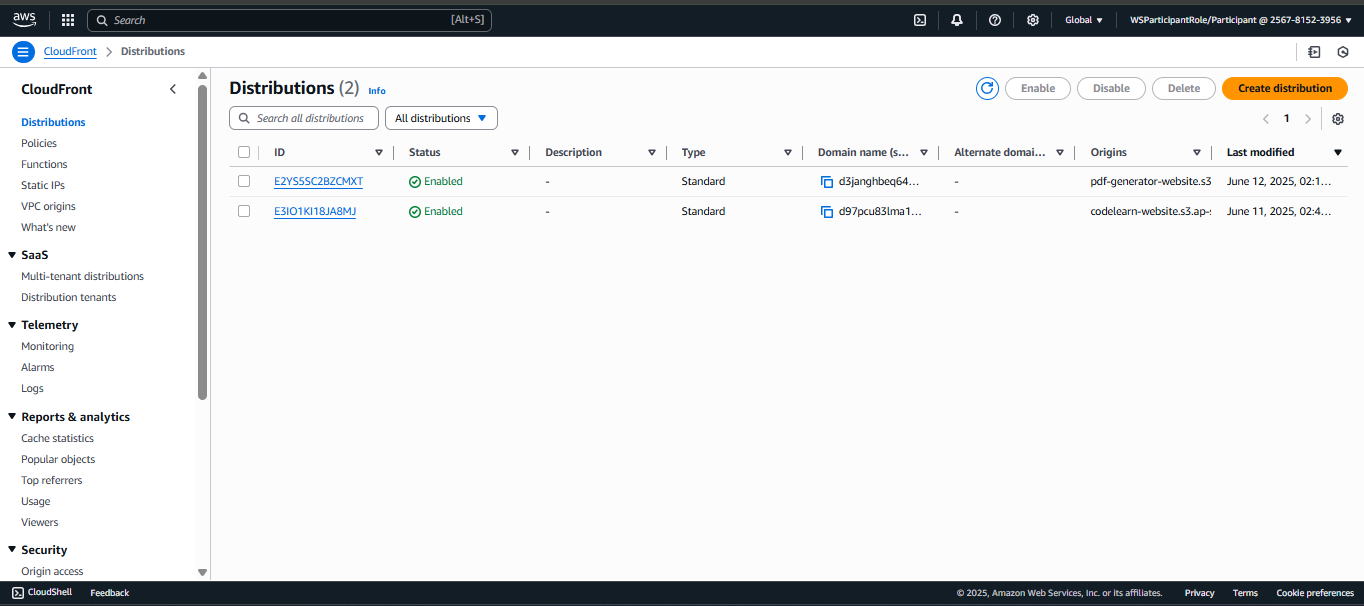 aws Search [Alt+S] Global WSParticipantRole/Participant @ 2567-8152-3956
CloudFront Distributions
CloudFront
Distributions
Policies
Functions
Static IPs
VPC origins
What's new
SaaS
Multi-tenant distributions
Distribution tenants
Telemetry
Monitoring
Alarms
Logs
Reports & analytics
Cache statistics
Popular objects
Top referrers
Usage
Viewers
Security
Origin access
Distributions (2) Info Enable Disable Delete Create distribution
Search all distributions All distributions 1
ID Status Description Type Domain name (s... Alternate domai... Origins Last modified
E2YS5SC2BZCMXT Enabled - Standard d3janghbeq64... - pdf-generator-website.s3 June 12, 2025, 02:1...
E3IO1KI18JA8MJ Enabled - Standard d97pcu83lma1... - codelearn-website.s3.ap-s June 11, 2025, 02:4...
CloudShell Feedback © 2025, Amazon Web Services, Inc. or its affiliates. Privacy Terms Cookie preferences